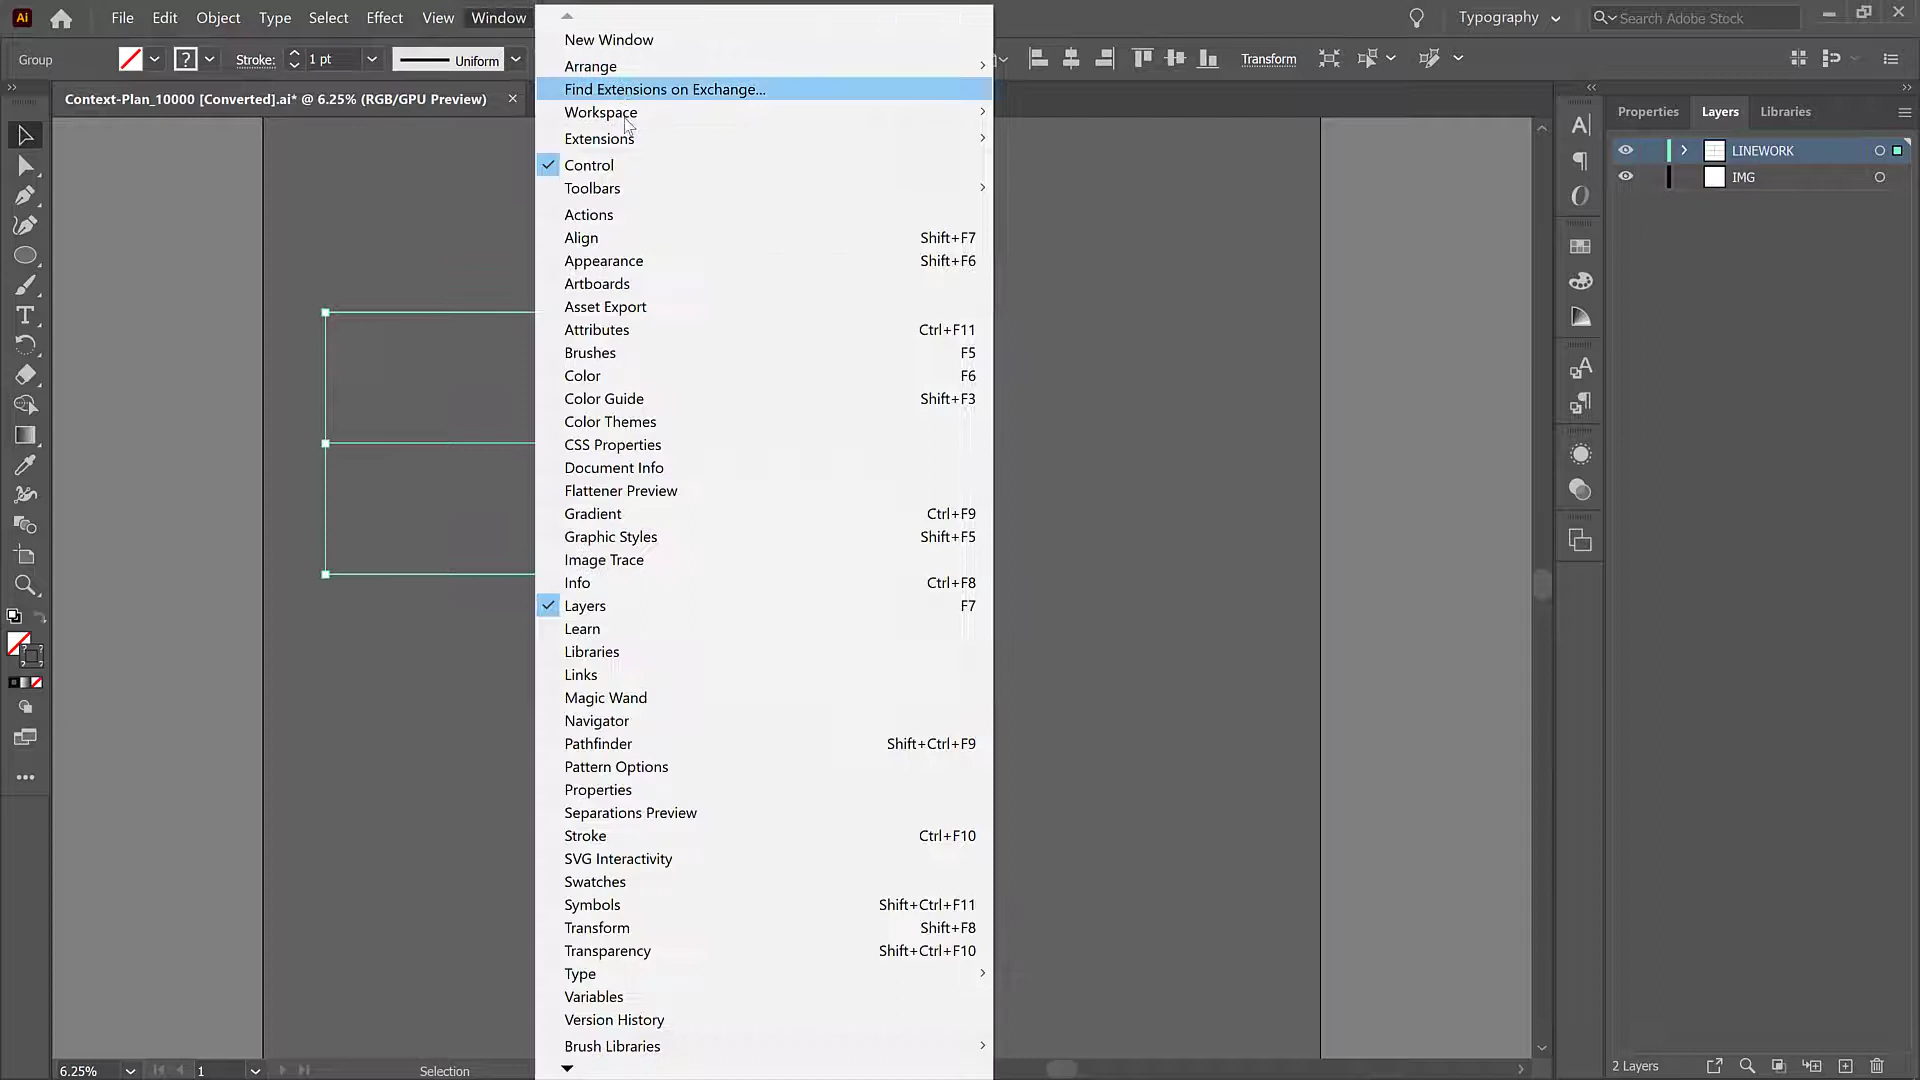 Ai
File Edit Object Type Select Effect View Window
Typography
Search Adobe Stock
Group
?
Stroke:
1 pt
Uniform
Transform
Context-Plan_10000 [Converted].ai* @ 6.25% (RGB/GPU Preview)
New Window
Arrange
Find Extensions on Exchange...
Workspace
Extensions
Control
Toolbars
Actions
Align Shift+F7
Appearance Shift+F6
Artboards
Asset Export
Attributes Ctrl+F11
Brushes F5
Color F6
Color Guide Shift+F3
Color Themes
CSS Properties
Document Info
Flattener Preview
Gradient Ctrl+F9
Graphic Styles Shift+F5
Image Trace
Info Ctrl+F8
Layers F7
Learn
Libraries
Links
Magic Wand
Navigator
Pathfinder Shift+Ctrl+F9
Pattern Options
Properties
Separations Preview
Stroke Ctrl+F10
SVG Interactivity
Swatches
Symbols Shift+Ctrl+F11
Transform Shift+F8
Transparency Shift+Ctrl+F10
Type
Variables
Version History
Brush Libraries
Properties Layers Libraries
LINEWORK
IMG
2 Layers
6.25%
1
Selection